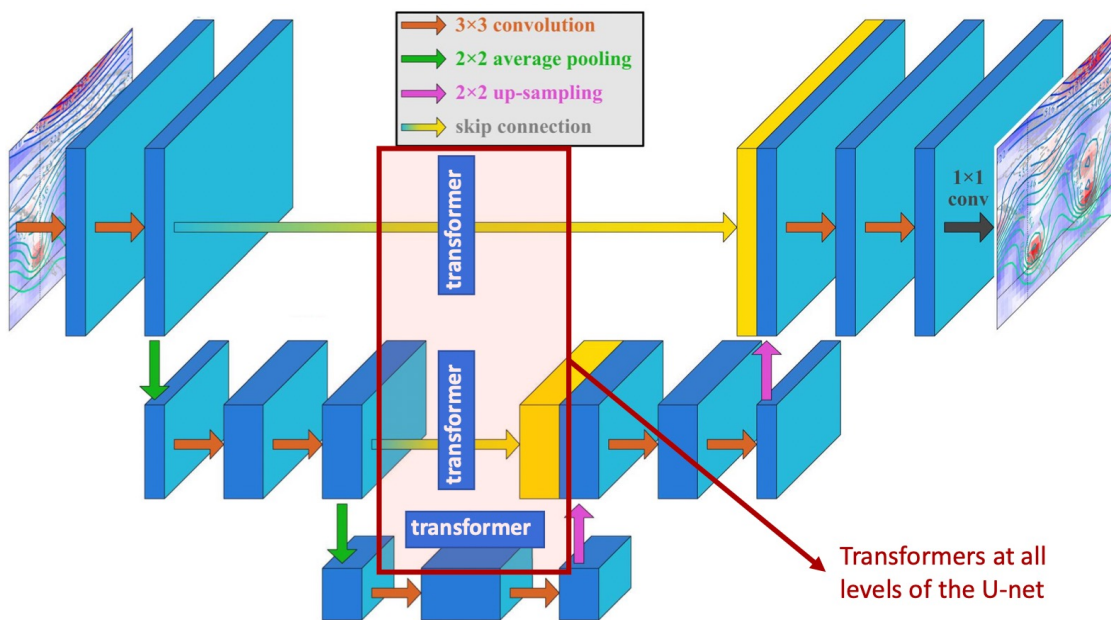 3×3 convolution
2×2 average pooling
2×2 up-sampling
skip connection
transformer
1×1
conv
transformer
transformer
Transformers at all
levels of the U-net